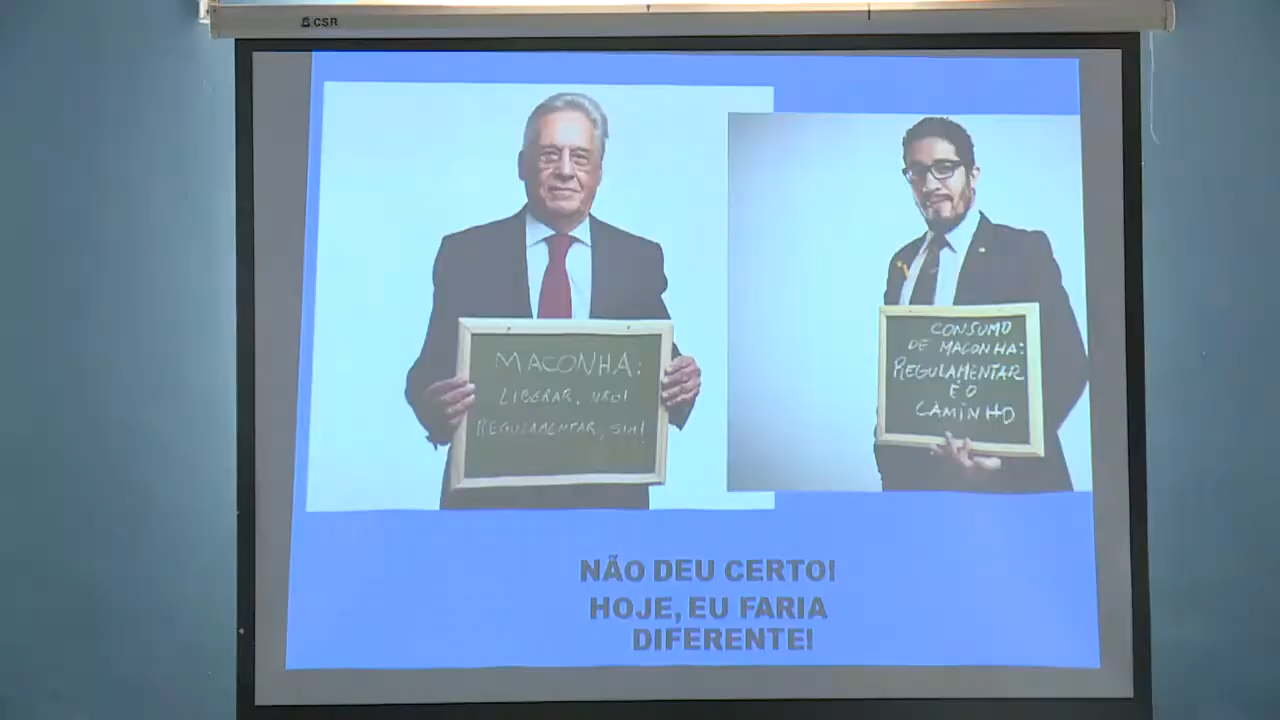 CSR
MACONHA:
LIBERAR, NÃO!
REGULAMENTAR, SIM!
CONSUMO
DE MACONHA:
REGULAMENTAR
É O
CAMINHO
NÃO DEU CERTO!
HOJE, EU FARIA
DIFERENTE!